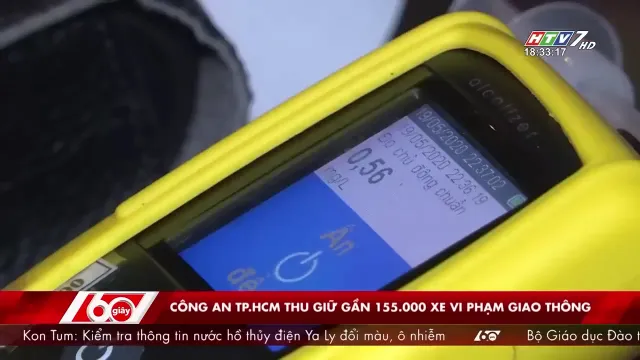 HTV7 HD
18:33:17
alcofizer
19/05/2020 22:37:02
19/05/2020 22:36:19
Đo chủ động chuẩn
0,56
mg/L
Ấn
để
60 giây
CÔNG AN TP.HCM THU GIỮ GẦN 155.000 XE VI PHẠM GIAO THÔNG
Kon Tum: Kiểm tra thông tin nước hồ thủy điện Ya Ly đổi màu, ô nhiễm
60s
Bộ Giáo dục Đào t